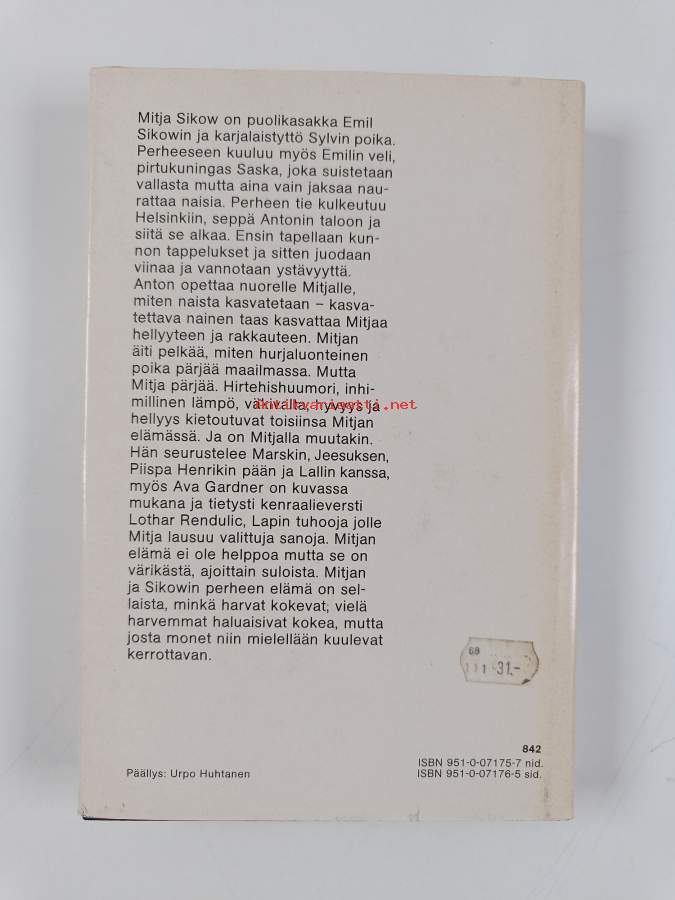 Mitja Sikow on puolikasakka Emil
Sikowin ja karjalaistyttö Sylvin poika.
Perheeseen kuuluu myös Emilin veli,
pirtukuningas Saska, joka suistetaan
vallasta mutta aina vain jaksaa nau-
rattaa naisia. Perheen tie kulkeutuu
Helsinkiin, seppä Antonin taloon ja
siitä se alkaa. Ensin tapellaan kun-
non tappelukset ja sitten juodaan
viinaa ja vannotaan ystävyyttä.
Anton opettaa nuorelle Mitjalle,
miten naista kasvatetaan – kasva-
tettava nainen taas kasvattaa Mitjaa
hellyyteen ja rakkauteen. Mitjan
äiti pelkää, miten hurjaluonteinen
poika pärjää maailmassa. Mutta
Mitja pärjää. Hirtehishuumori, inhi-
millinen lämpö, väkivalta, hyvyys ja
hellyys kietoutuvat toisiinsa Mitjan
elämässä. Ja on Mitjalla muutakin.
Hän seurustelee Marskin, Jeesuksen,
Piispa Henrikin pään ja Lallin kanssa,
myös Ava Gardner on kuvassa
mukana ja tietysti kenraalieversti
Lothar Rendulic, Lapin tuhooja jolle
Mitja lausuu valittuja sanoja. Mitjan
elämä ei ole helppoa mutta se on
värikästä, ajoittain suloista. Mitjan
ja Sikowin perheen elämä on sel-
laista, minkä harvat kokevat; vielä
harvemmat haluaisivat kokea, mutta
josta monet niin mielellään kuulevat
kerrottavan.
68
111 -31.-
842
ISBN 951-0-07175-7 nid.
ISBN 951-0-07176-5 sid.
Päällys: Urpo Huhtanen